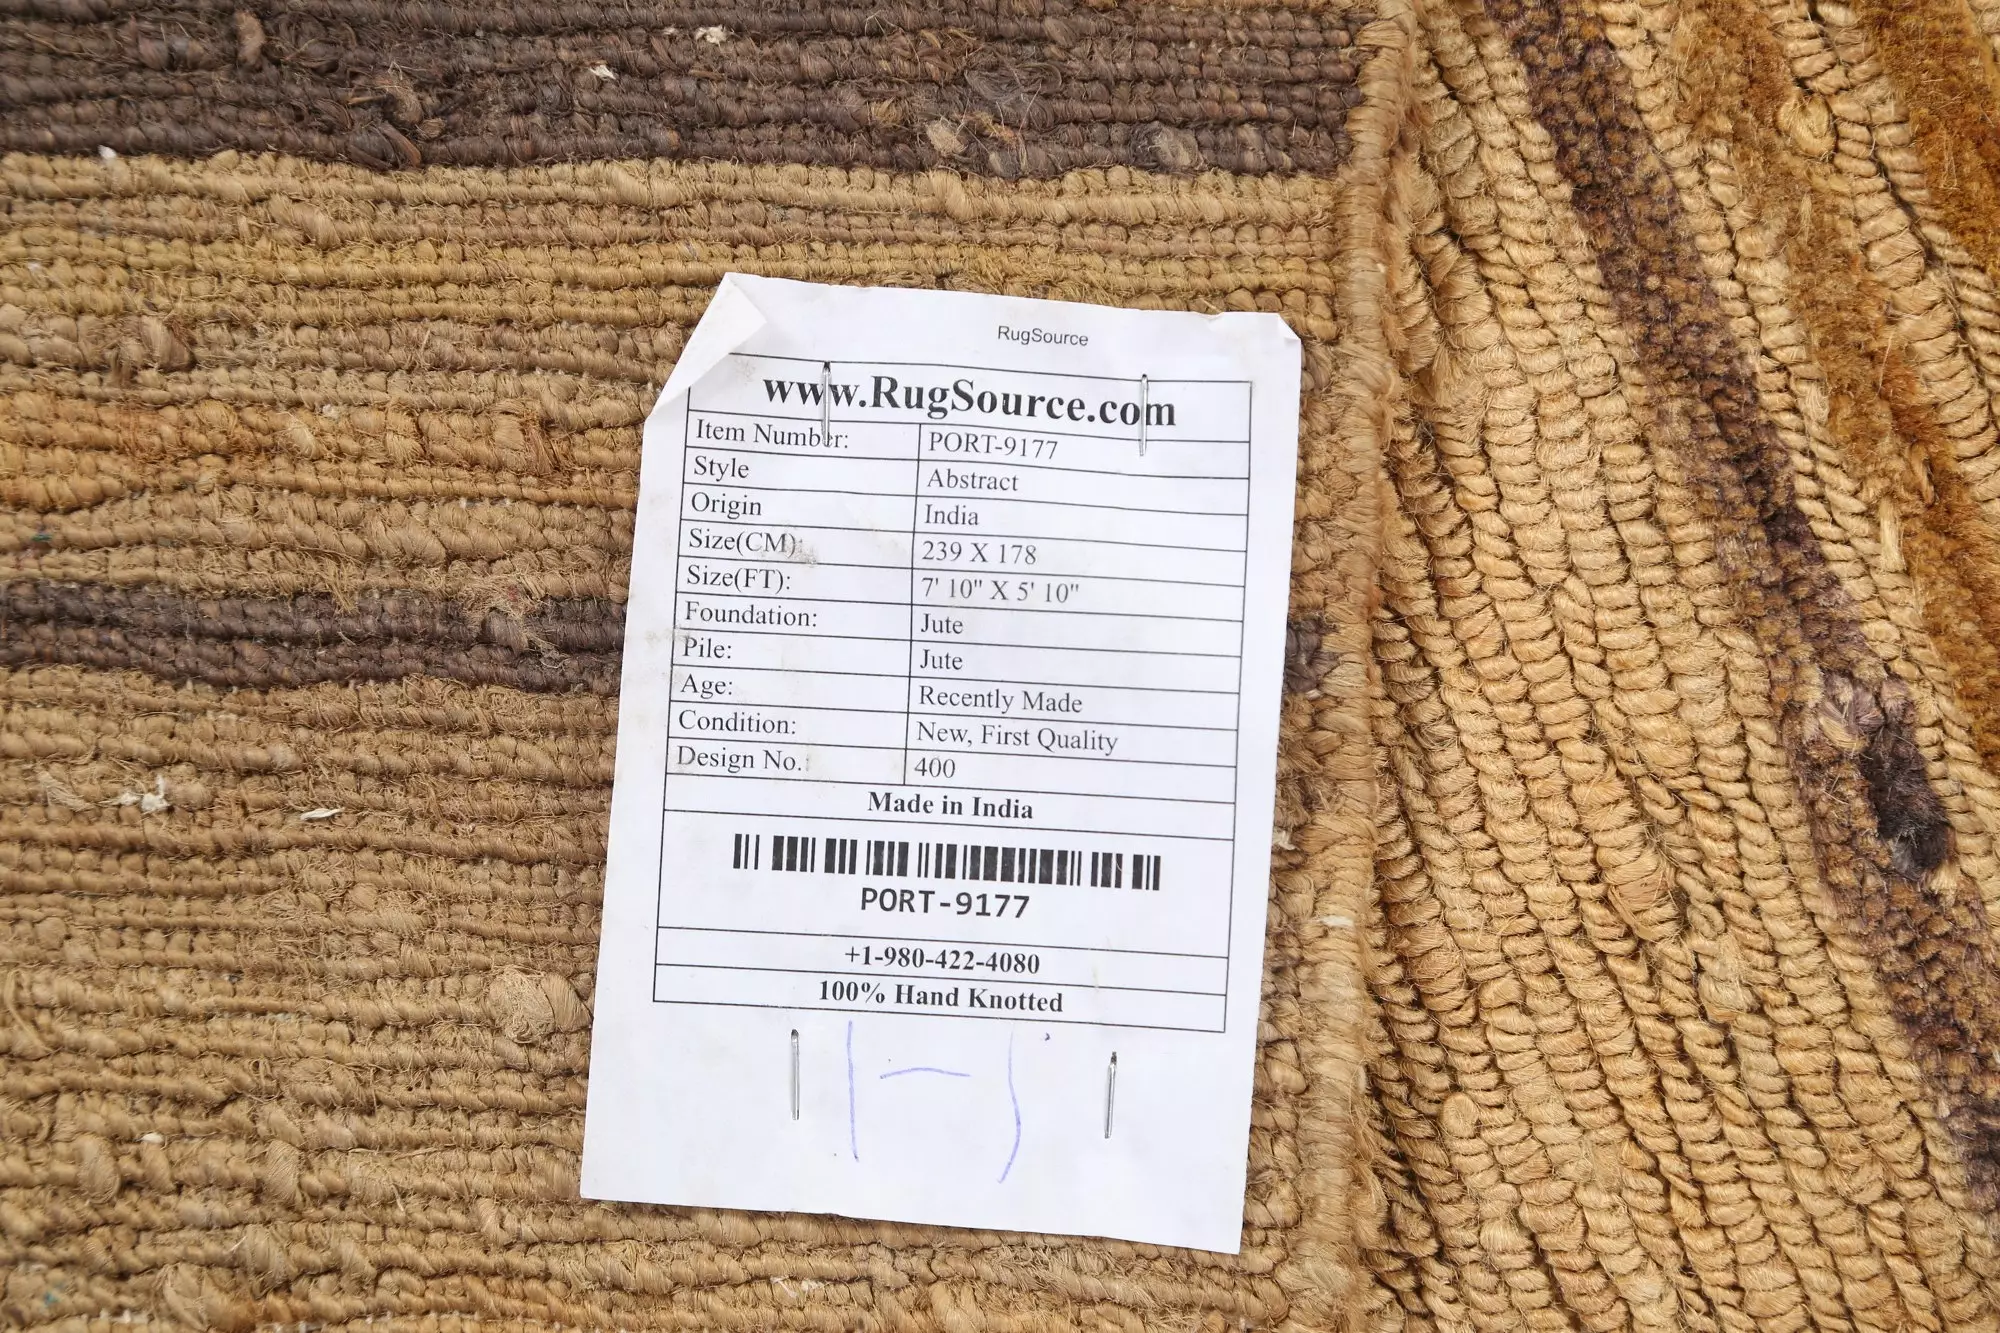 RugSource
www.RugSource.com
Item Number: PORT-9177
Style Abstract
Origin India
Size(CM): 239 X 178
Size(FT): 7' 10" X 5' 10"
Foundation: Jute
Pile: Jute
Age: Recently Made
Condition: New, First Quality
Design No.: 400
Made in India
PORT-9177
+1-980-422-4080
100% Hand Knotted
1-1